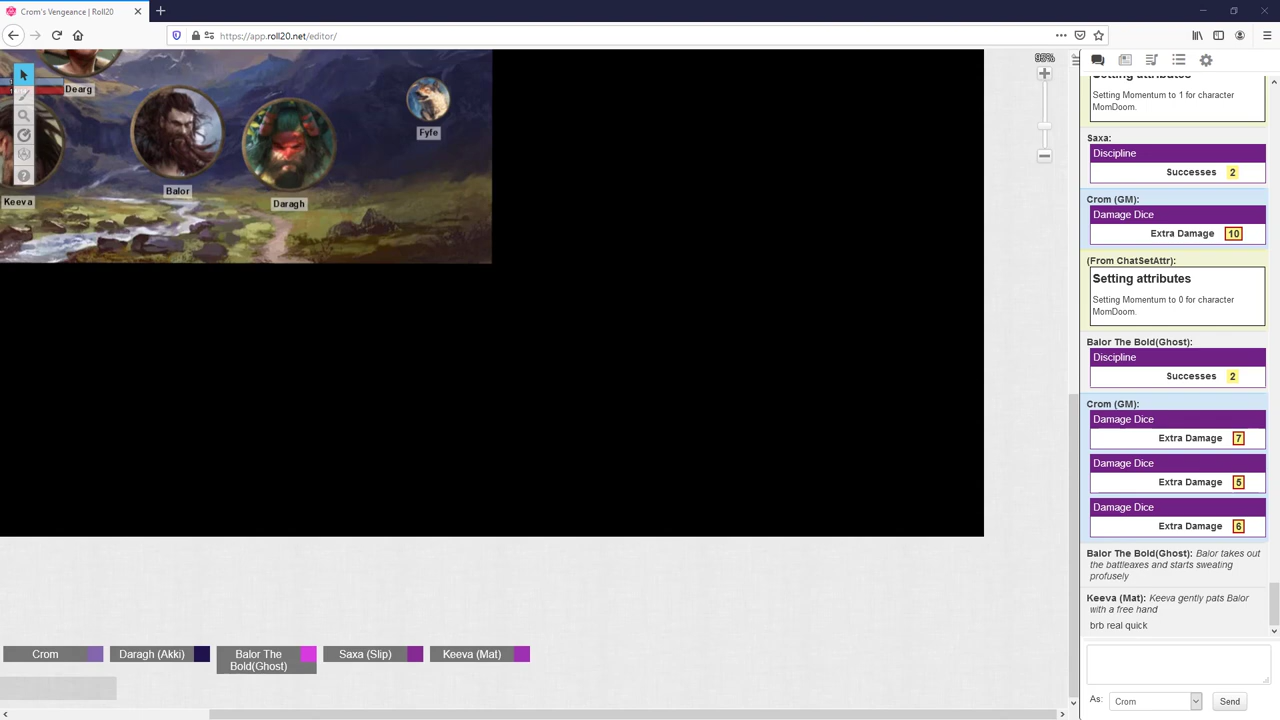 Crom's Vengeance | Roll20
https://app.roll20.net/editor/
95%
Dearg
Fyfe
Balor
Keeva
Daragh
Setting attributes
Setting Momentum to 1 for character
MomDoom.
Saxa:
Discipline
Successes 2
Crom (GM):
Damage Dice
Extra Damage 10
(From ChatSetAttr):
Setting attributes
Setting Momentum to 0 for character
MomDoom.
Balor The Bold(Ghost):
Discipline
Successes 2
Crom (GM):
Damage Dice
Extra Damage 7
Damage Dice
Extra Damage 5
Damage Dice
Extra Damage 6
Balor The Bold(Ghost): Balor takes out
the battleaxes and starts sweating
profusely
Keeva (Mat): Keeva gently pats Balor
with a free hand
brb real quick
Crom
Daragh (Akki)
Balor The
Bold(Ghost)
Saxa (Slip)
Keeva (Mat)
As: Crom Send